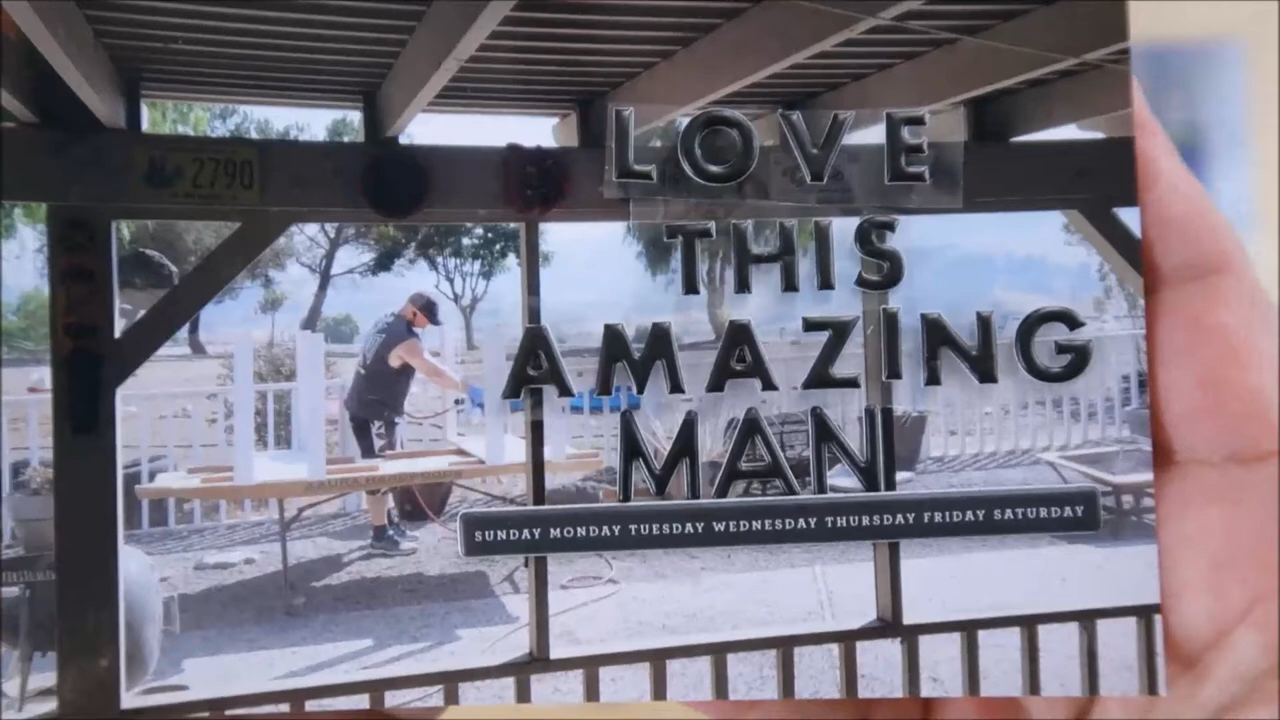 2790
LOVE
THIS
AMAZING
MAN
SUNDAY MONDAY TUESDAY WEDNESDAY THURSDAY FRIDAY SATURDAY